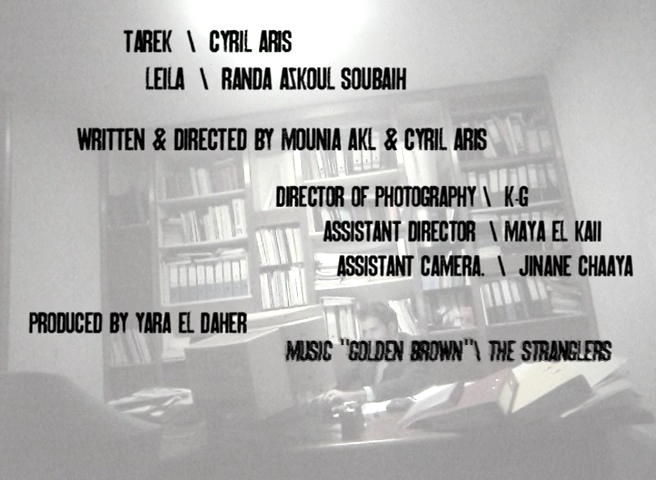 TAREK \ CYRIL ARIS
LEILA \ RANDA AZKOUL SOUBAIH
WRITTEN & DIRECTED BY MOUNIA AKL & CYRIL ARIS
DIRECTOR OF PHOTOGRAPHY \ K-G
ASSISTANT DIRECTOR \ MAYA EL KAII
ASSISTANT CAMERA. \ JINANE CHAAYA
PRODUCED BY YARA EL DAHER
MUSIC "GOLDEN BROWN"\ THE STRANGLERS